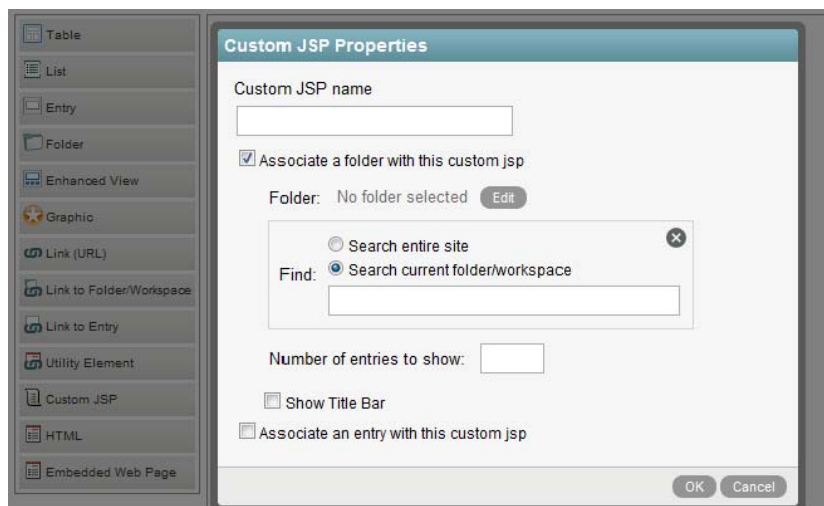 Table
List
Entry
Folder
Enhanced View
Graphic
Link (URL)
Link to Folder/Workspace
Link to Entry
Utility Element
Custom JSP
HTML
Embedded Web Page
Custom JSP Properties
Custom JSP name
Associate a folder with this custom jsp
Folder: No folder selected Edit
Search entire site
Find: Search current folder/workspace
Number of entries to show:
Show Title Bar
Associate an entry with this custom jsp
OK Cancel